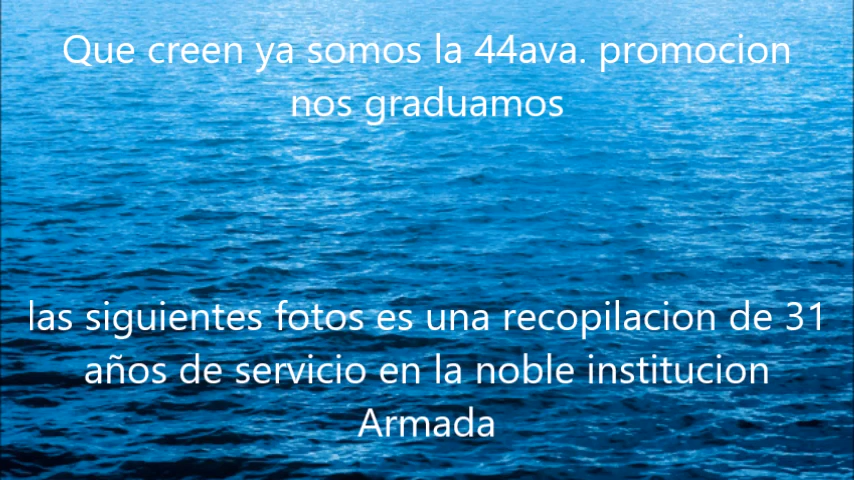 Que creen ya somos la 44ava. promocion
nos graduamos
las siguientes fotos es una recopilacion de 31
años de servicio en la noble institucion
Armada